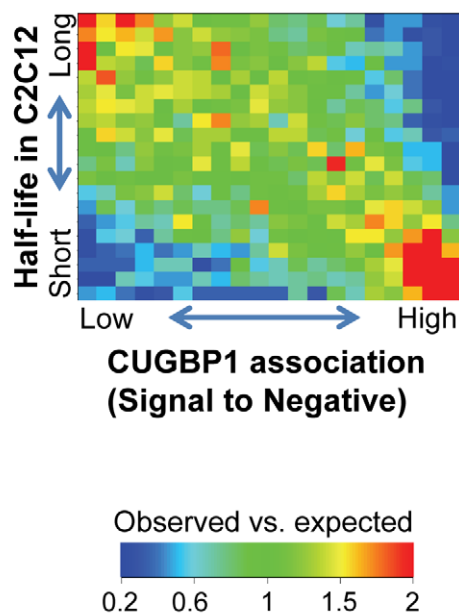 Half-life in C2C12
Long
Short
Low
High
CUGBP1 association
(Signal to Negative)
Observed vs. expected
0.2 0.6 1 1.5 2